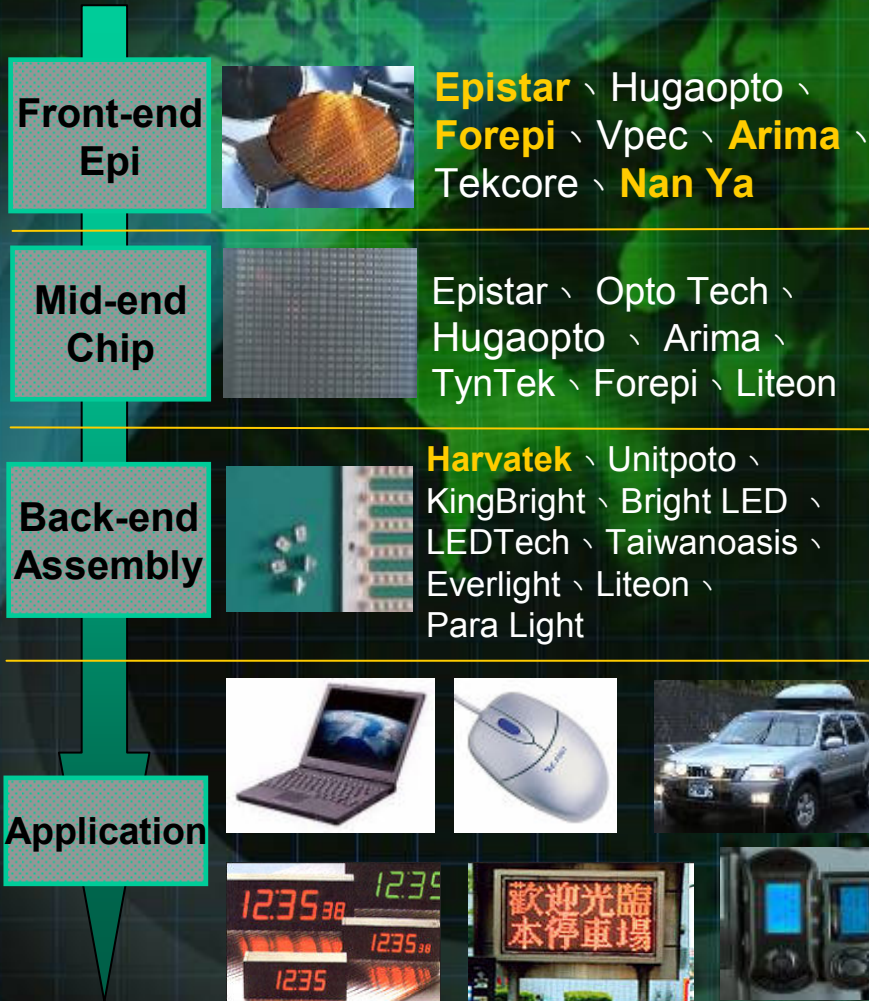 Front-end
Epi
Epistar、Hugaopto、
Forepi、Vpec、Arima、
Tekcore、Nan Ya
Mid-end
Chip
Epistar、 Opto Tech、
Hugaopto 、 Arima、
TynTek、Forepi、Liteon
Back-end
Assembly
Harvatek、Unitpoto、
KingBright、Bright LED 、
LEDTech、Taiwanoasis、
Everlight、Liteon、
Para Light
Application
12:35 38
12:35
12:35 38
12:35
歡迎光臨
本停車場